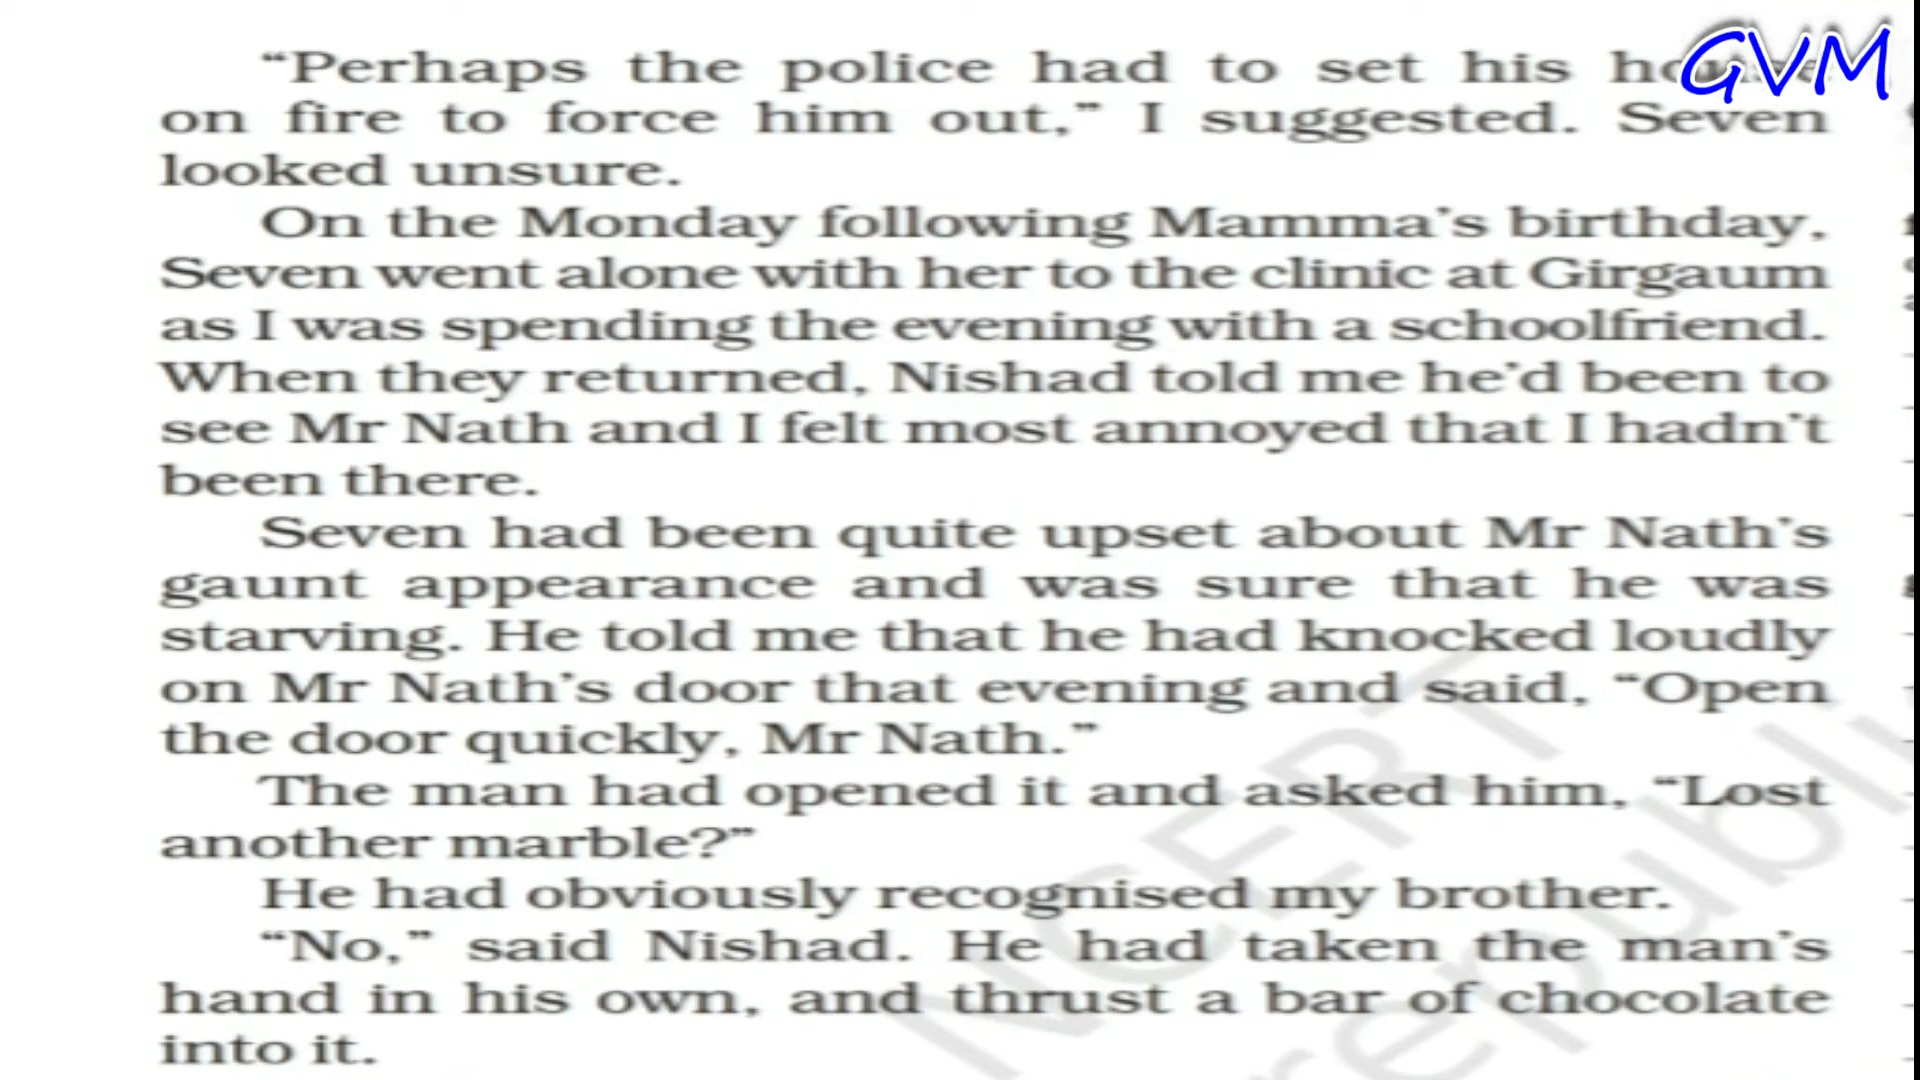 “Perhaps the police had to set his house
on fire to force him out,” I suggested. Seven
looked unsure.
On the Monday following Mamma’s birthday,
Seven went alone with her to the clinic at Girgaum
as I was spending the evening with a schoolfriend.
When they returned, Nishad told me he’d been to
see Mr Nath and I felt most annoyed that I hadn’t
been there.
Seven had been quite upset about Mr Nath’s
gaunt appearance and was sure that he was
starving. He told me that he had knocked loudly
on Mr Nath’s door that evening and said, “Open
the door quickly, Mr Nath.”
The man had opened it and asked him, “Lost
another marble?”
He had obviously recognised my brother.
“No,” said Nishad. He had taken the man’s
hand in his own, and thrust a bar of chocolate
into it.
GVM
NCERT
republi